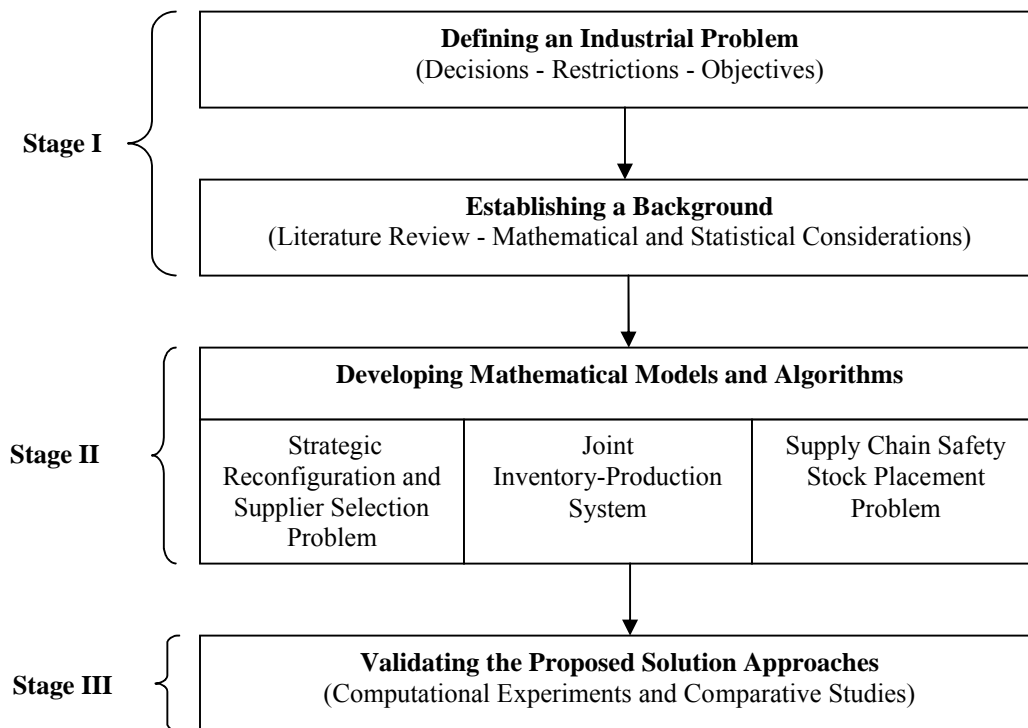 Defining an Industrial Problem
(Decisions - Restrictions - Objectives)
Stage I
Establishing a Background
(Literature Review - Mathematical and Statistical Considerations)
Developing Mathematical Models and Algorithms
Stage II
Strategic
Reconfiguration and
Supplier Selection
Problem
Joint
Inventory-Production
System
Supply Chain Safety
Stock Placement
Problem
Stage III
Validating the Proposed Solution Approaches
(Computational Experiments and Comparative Studies)